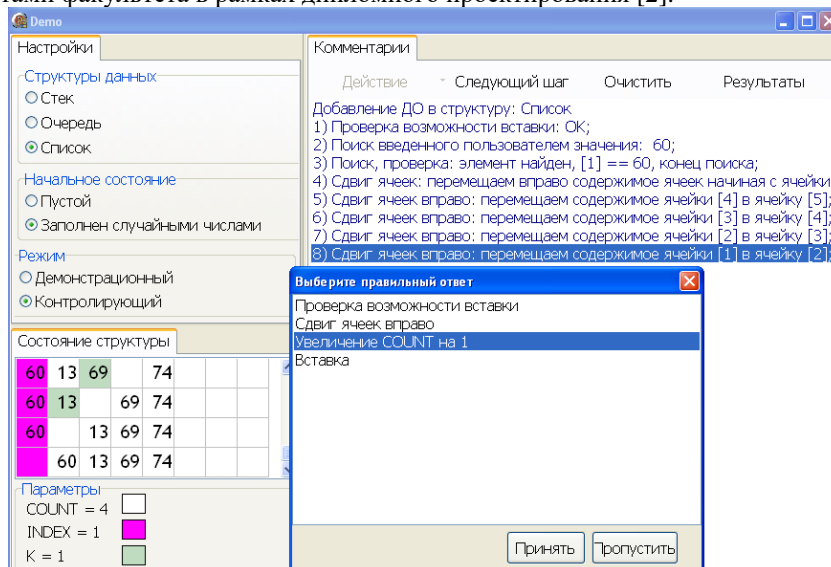 факультета в рамках дипломного проектирования [2].
Demo
Настройки
Структуры данных
Стек
Очередь
Список
Начальное состояние
Пустой
Заполнен случайными числами
Режим
Демонстрационный
Контролирующий
Состояние структуры
60 13 69 74
60 13 69 74
60 13 69 74
60 13 69 74
Параметры
COUNT = 4
INDEX = 1
K = 1
Комментарии
Действие Следующий шаг Очистить Результаты
Добавление ДО в структуру: Список
1) Проверка возможности вставки: ОК;
2) Поиск введенного пользователем значения: 60;
3) Поиск, проверка: элемент найден, [1] == 60, конец поиска;
4) Сдвиг ячеек: перемещаем вправо содержимое ячеек начиная с ячейки
5) Сдвиг ячеек вправо: перемещаем содержимое ячейки [4] в ячейку [5];
6) Сдвиг ячеек вправо: перемещаем содержимое ячейки [3] в ячейку [4];
7) Сдвиг ячеек вправо: перемещаем содержимое ячейки [2] в ячейку [3];
8) Сдвиг ячеек вправо: перемещаем содержимое ячейки [1] в ячейку [2];
Выберите правильный ответ
Проверка возможности вставки
Сдвиг ячеек вправо
Увеличение COUNT на 1
Вставка
Принять Пропустить